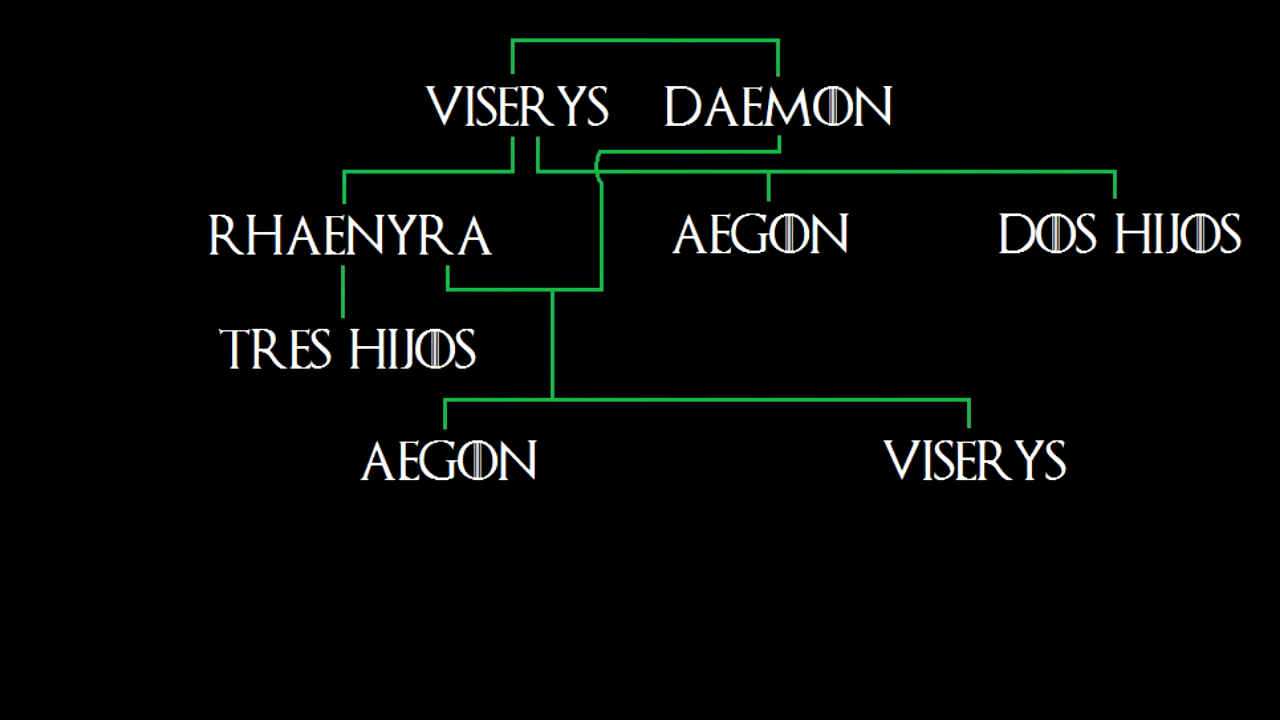 VISERYS DAEMON
RHAENYRA AEGON DOS HIJOS
TRES HIJOS
AEGON VISERYS